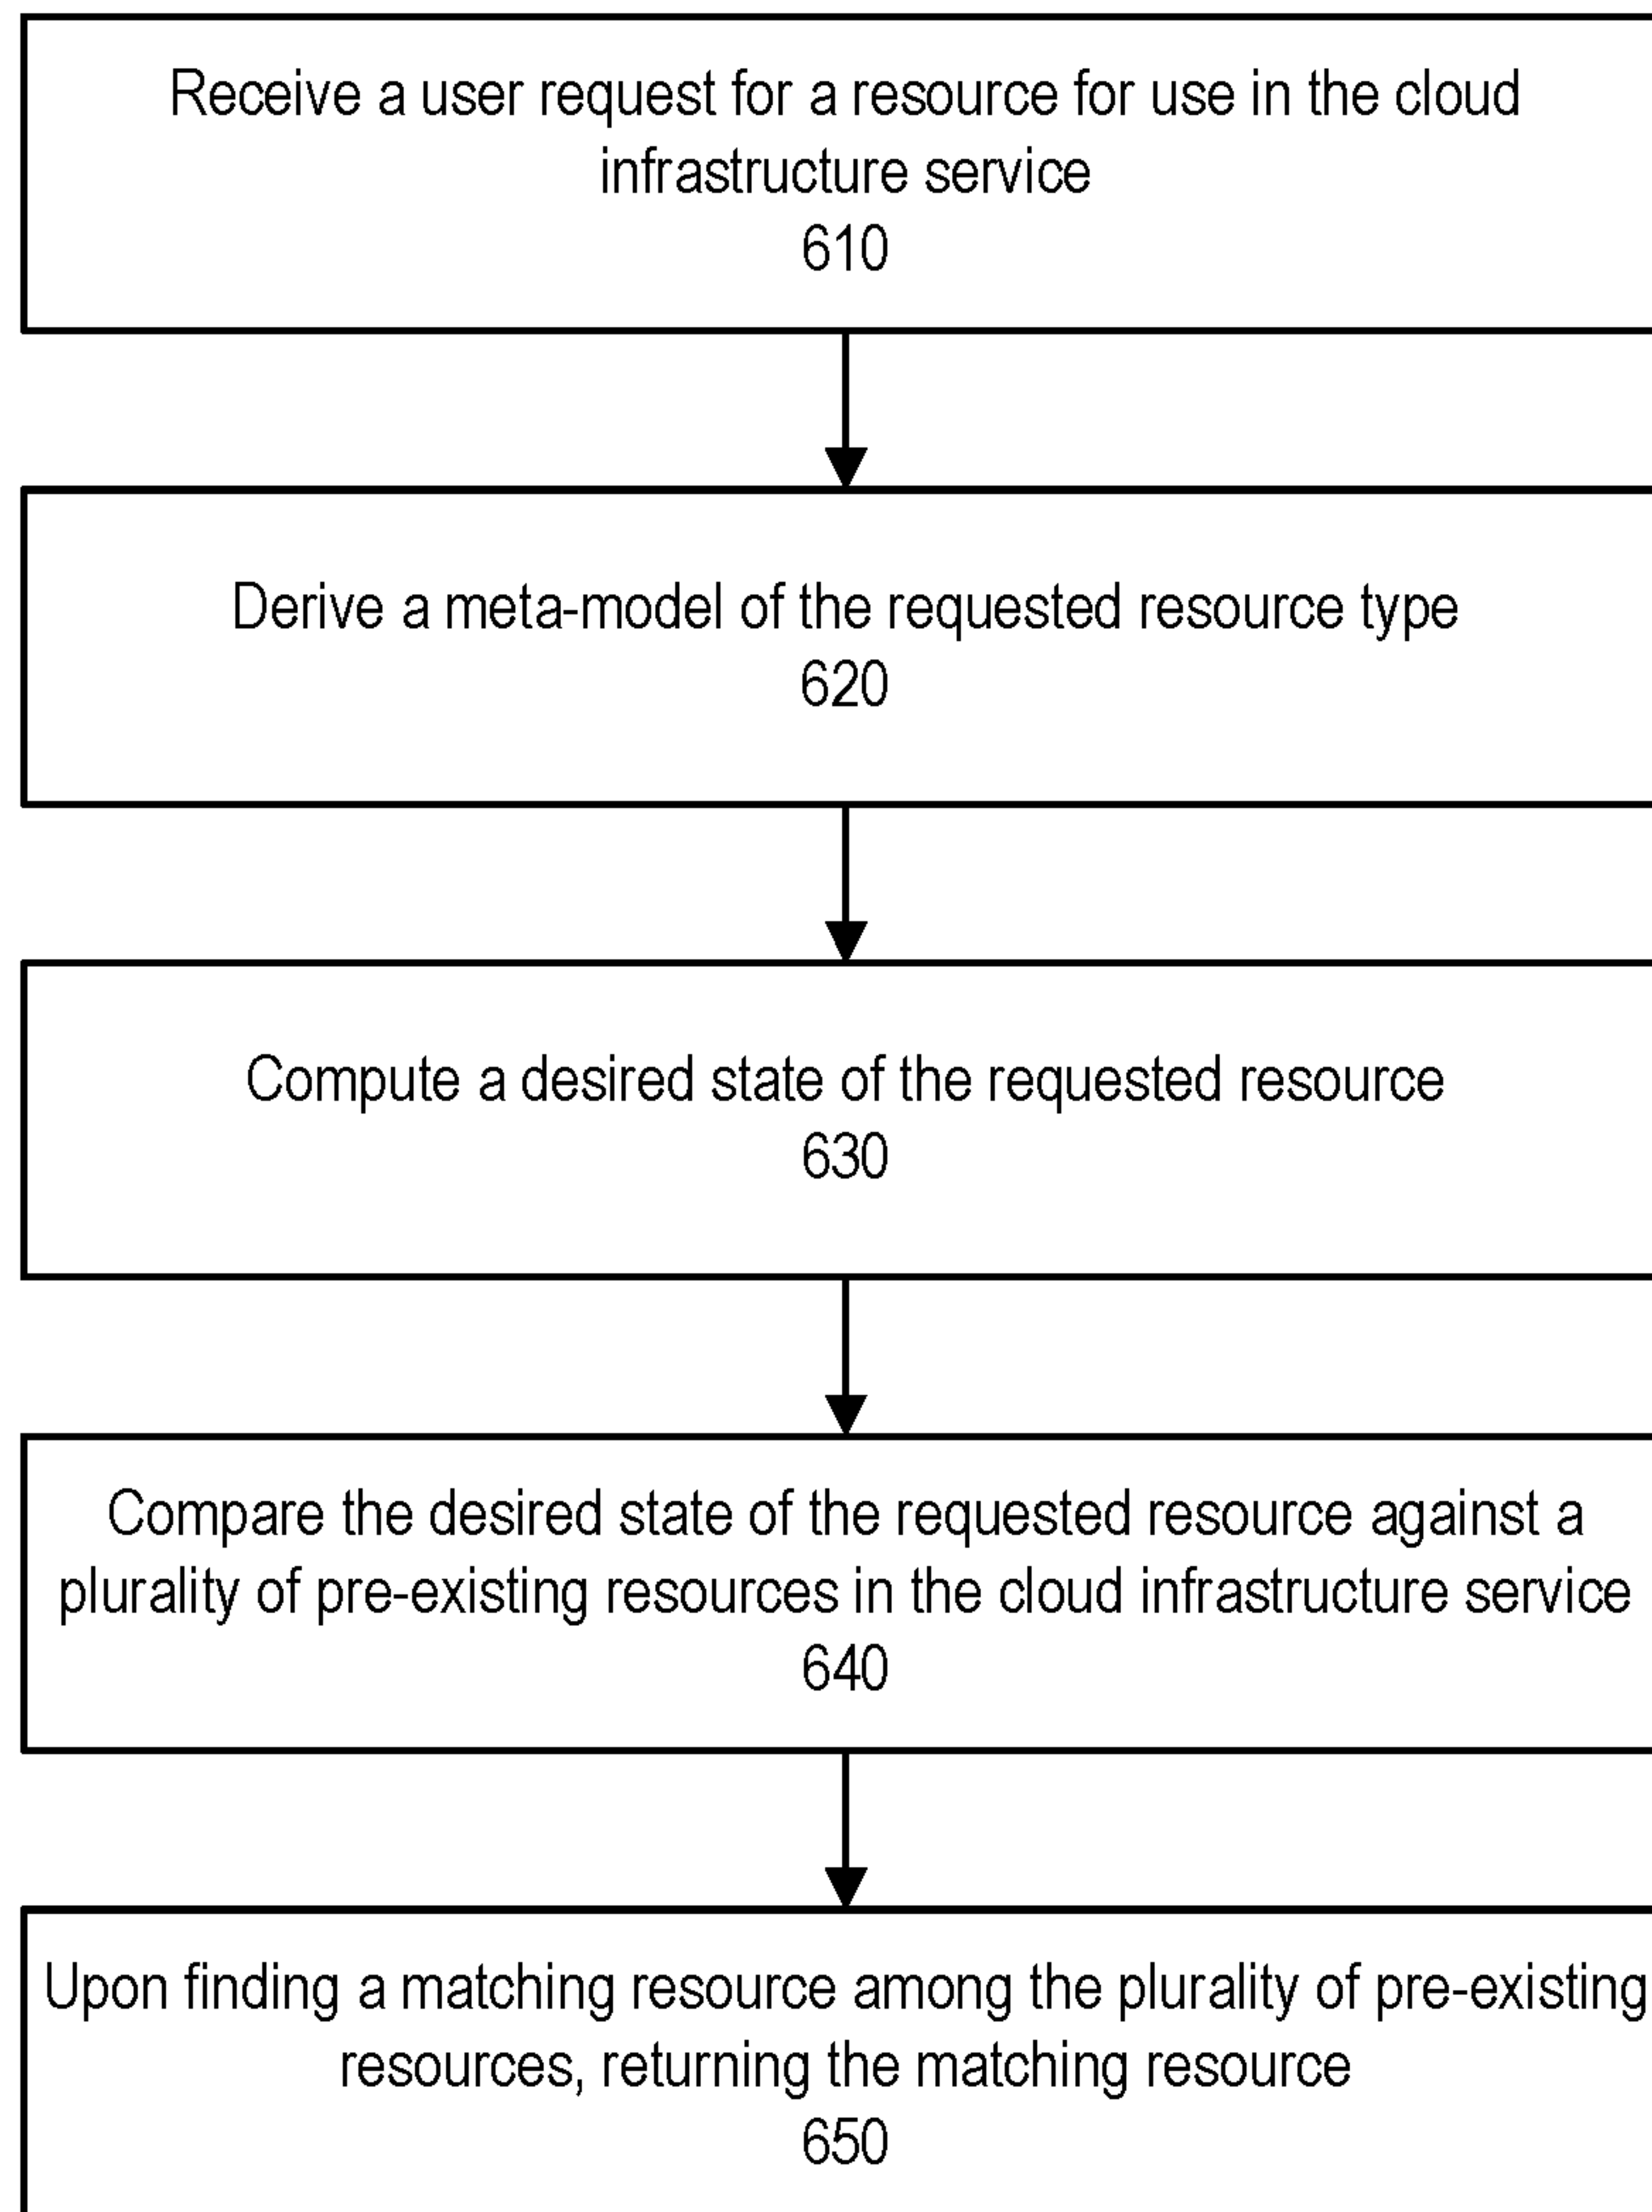 Receive a user request for a resource for use in the cloud
infrastructure service
610
Derive a meta-model of the requested resource type
620
Compute a desired state of the requested resource
630
Compare the desired state of the requested resource against a
plurality of pre-existing resources in the cloud infrastructure service
640
Upon finding a matching resource among the plurality of pre-existing
resources, returning the matching resource
650